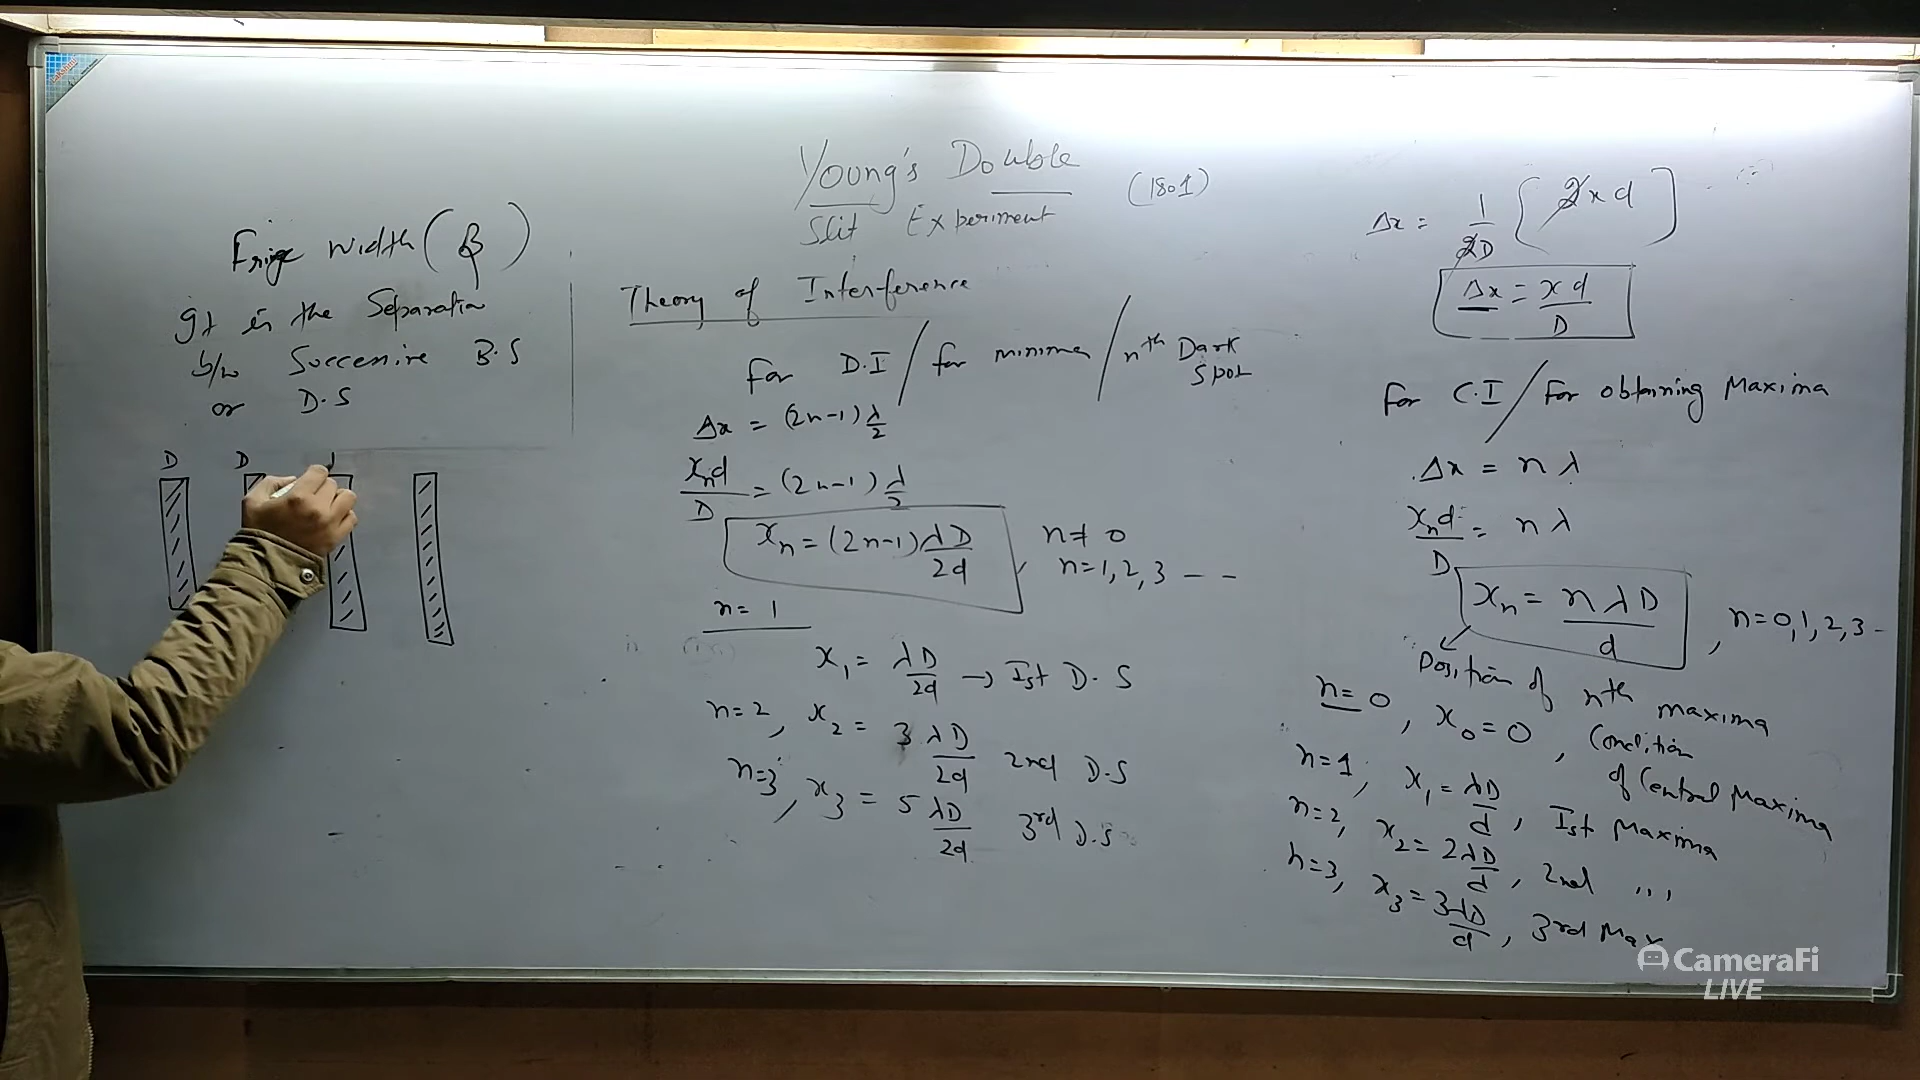 Young's Double
Slit Experiment
(1801)
Fringe Width (β)
It is the Separation
b/w Successive B.S
or D.S
D D
Theory of Interference
For D.I / for minima / nth Dark
Spot
Δx = (2n-1) λ/2
xₙd/D = (2n-1) λ/2
xₙ = (2n-1) λD/2d , n≠0
n=1,2,3 - -
n = 1
x₁ = λD/2d → Ist D.S
n=2, x₂ = 3 λD/2d 2nd D.S
n=3, x₃ = 5 λD/2d 3rd D.S
Δx = 1/2D [2xd]
Δx = xd/D
For C.I / For obtaining Maxima
Δx = nλ
xₙd/D = nλ
xₙ = nλD/d , n=0,1,2,3 -
Position of nth maxima
n=0, x₀=0, Condition
of Central Maxima
n=1, x₁ = λD/d, Ist Maxima
n=2, x₂ = 2λD/d, 2nd ,,,
n=3, x₃ = 3λD/d, 3rd Max
CameraFi
LIVE